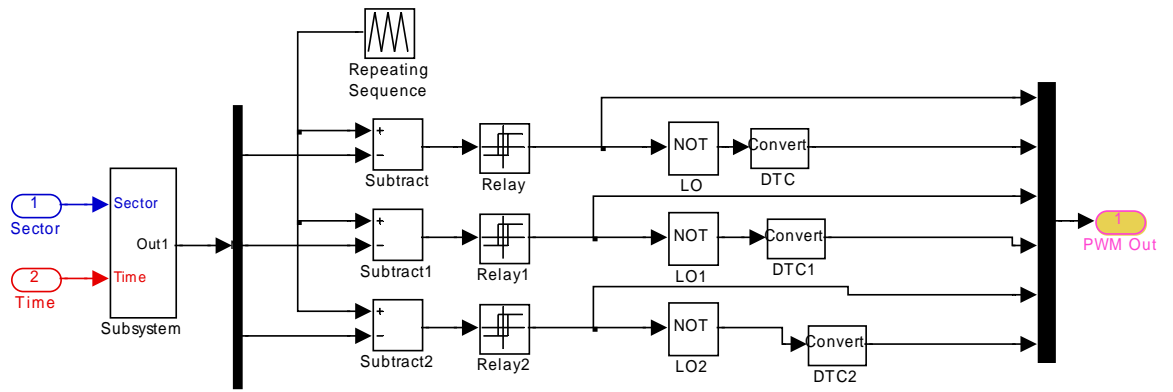 Repeating
Sequence
+
−
Subtract
Relay
NOT
LO
Convert
DTC
1
Sector
Sector
Time
Out1
Subsystem
2
Time
+
−
Subtract1
Relay1
NOT
LO1
Convert
DTC1
1
PWM Out
+
−
Subtract2
Relay2
NOT
LO2
Convert
DTC2